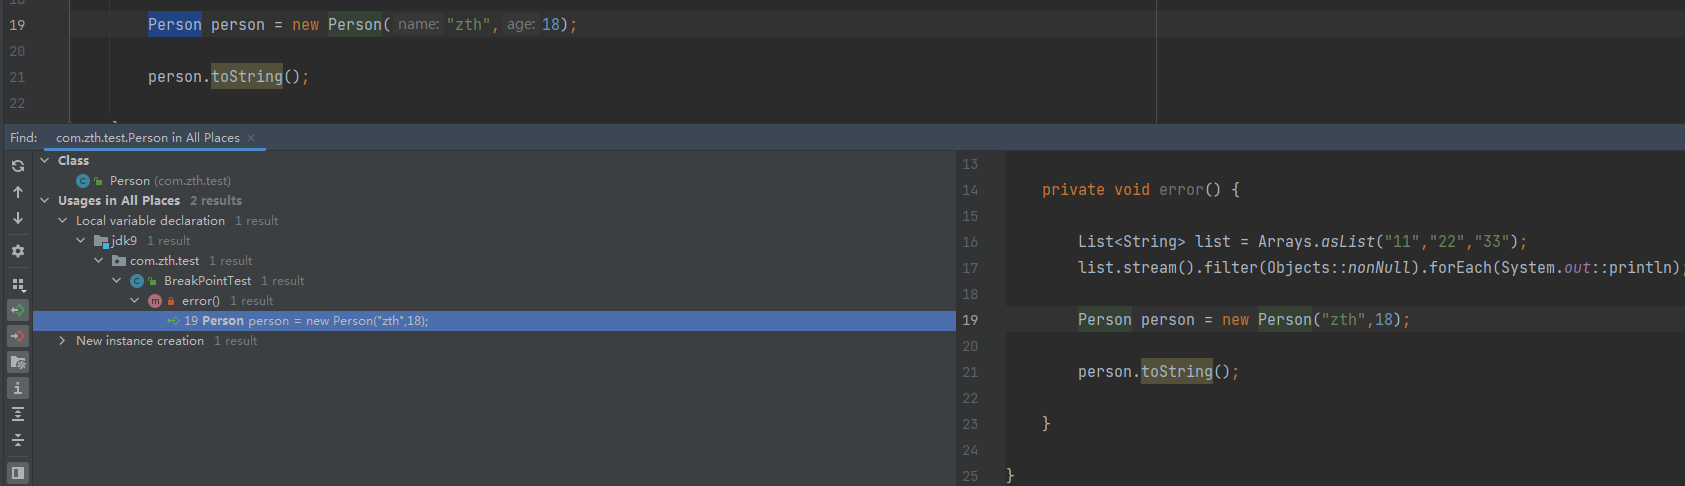 19 Person person = new Person( name: "zth", age: 18);
20
21 person.toString();
22
Find: com.zth.test.Person in All Places ×
Class
C Person (com.zth.test)
Usages in All Places 2 results
Local variable declaration 1 result
jdk9 1 result
com.zth.test 1 result
C BreakPointTest 1 result
m error() 1 result
19 Person person = new Person("zth",18);
New instance creation 1 result
13
14 private void error() {
15
16 List<String> list = Arrays.asList("11","22","33");
17 list.stream().filter(Objects::nonNull).forEach(System.out::println);
18
19 Person person = new Person("zth",18);
20
21 person.toString();
22
23 }
24
25 }